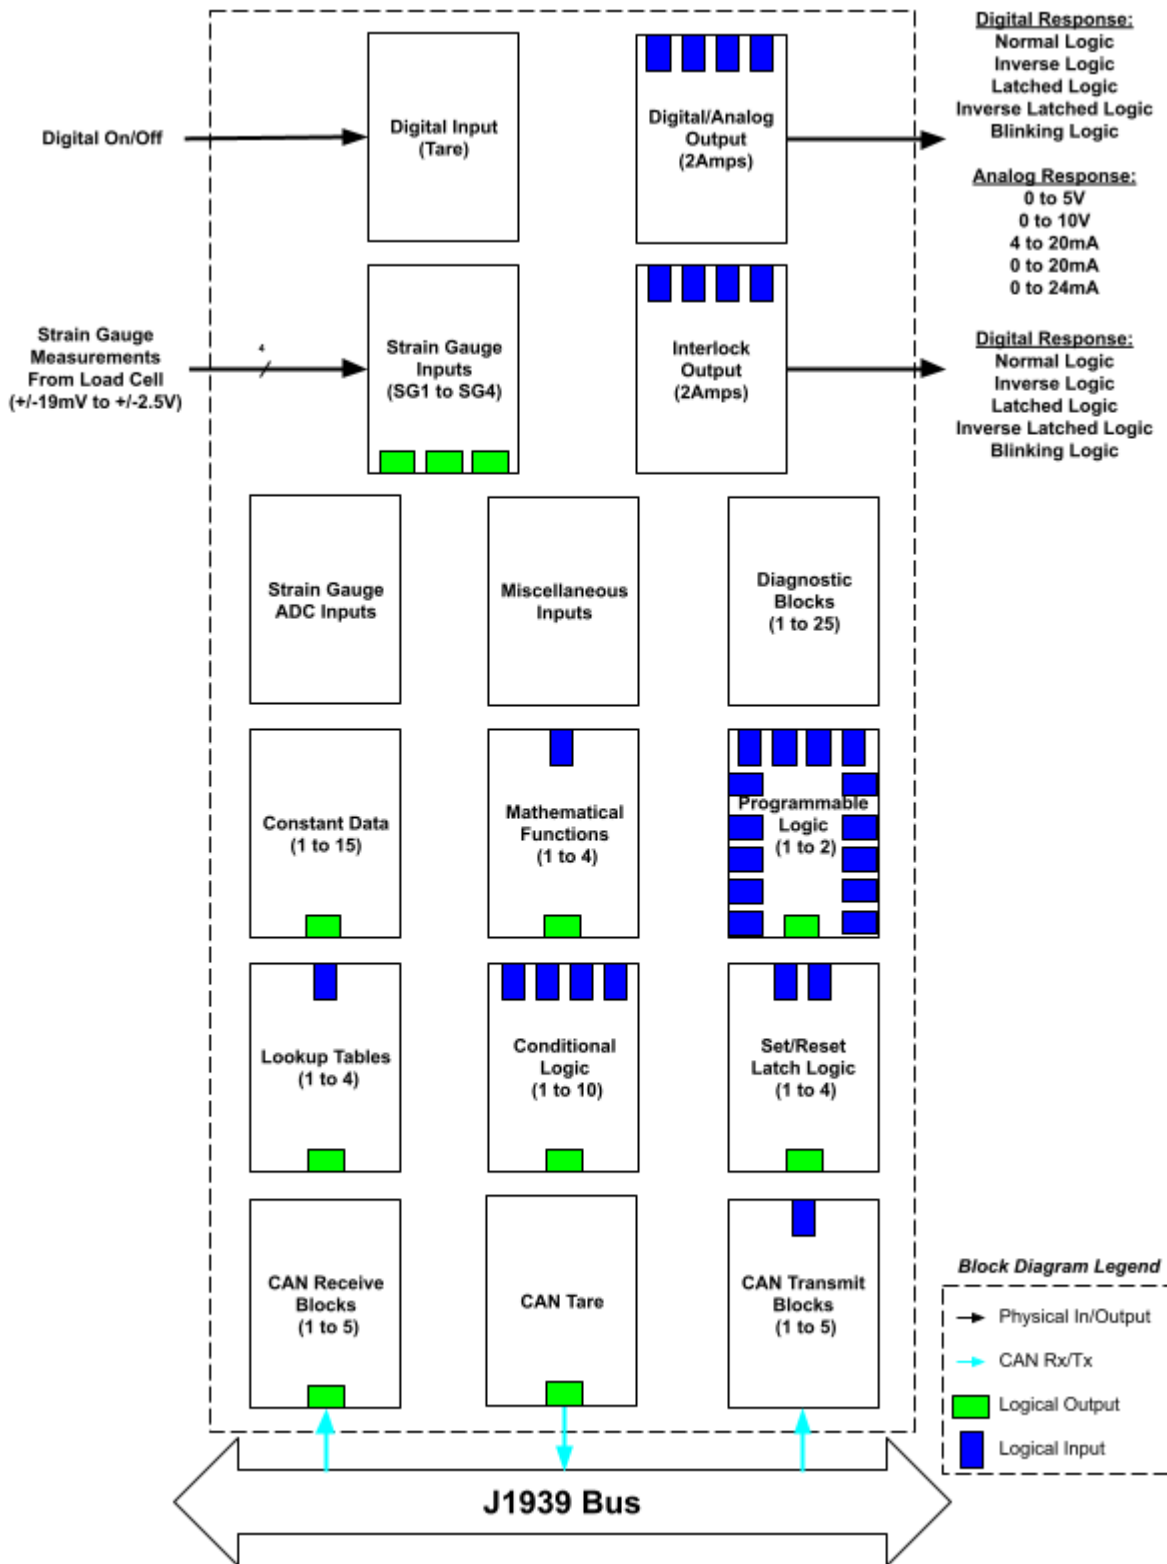 Digital On/Off
Digital Input
(Tare)
Digital/Analog
Output
(2Amps)
Digital Response:
Normal Logic
Inverse Logic
Latched Logic
Inverse Latched Logic
Blinking Logic
Analog Response:
0 to 5V
0 to 10V
4 to 20mA
0 to 20mA
0 to 24mA
Strain Gauge
Measurements
From Load Cell
(+/-19mV to +/-2.5V)
4
Strain Gauge
Inputs
(SG1 to SG4)
Interlock
Output
(2Amps)
Digital Response:
Normal Logic
Inverse Logic
Latched Logic
Inverse Latched Logic
Blinking Logic
Strain Gauge
ADC Inputs
Miscellaneous
Inputs
Diagnostic
Blocks
(1 to 25)
Constant Data
(1 to 15)
Mathematical
Functions
(1 to 4)
Programmable
Logic
(1 to 2)
Lookup Tables
(1 to 4)
Conditional
Logic
(1 to 10)
Set/Reset
Latch Logic
(1 to 4)
CAN Receive
Blocks
(1 to 5)
CAN Tare
CAN Transmit
Blocks
(1 to 5)
Block Diagram Legend
Physical In/Output
CAN Rx/Tx
Logical Output
Logical Input
J1939 Bus